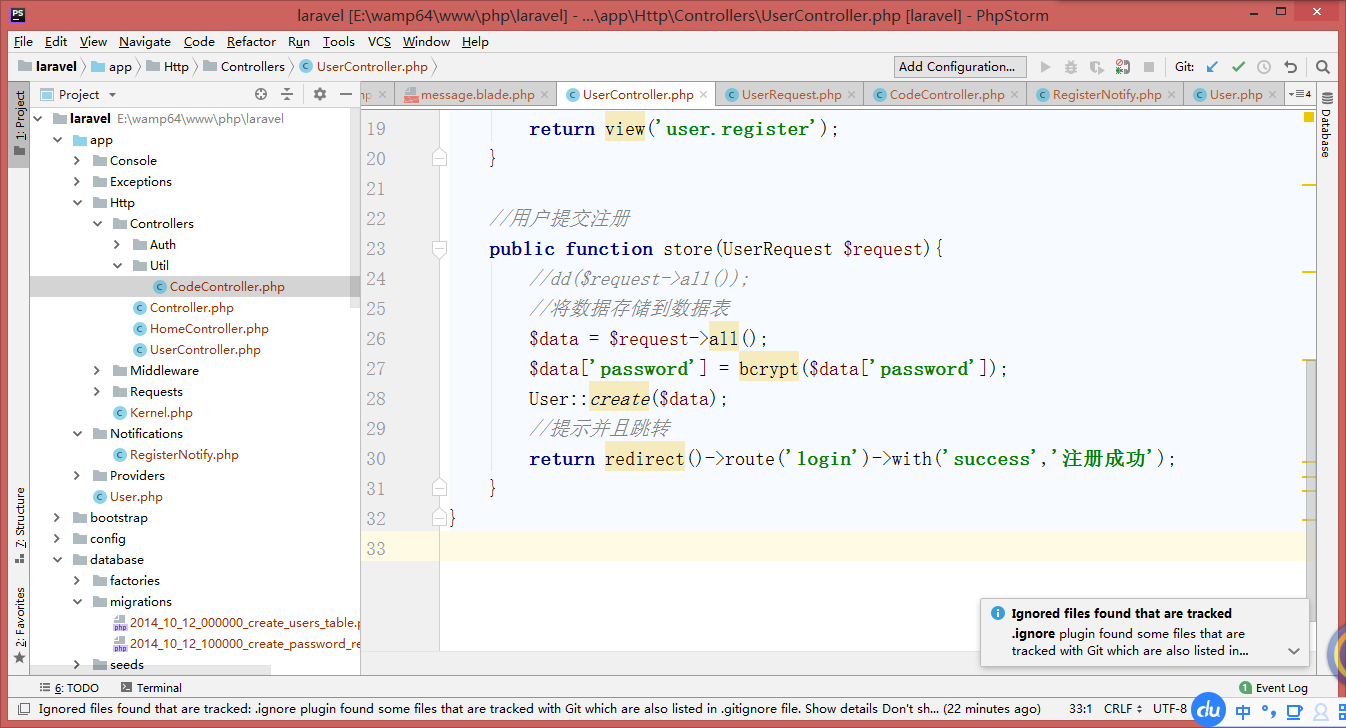 laravel [E:\wamp64\www\php\laravel] - ...\app\Http\Controllers\UserController.php [laravel] - PhpStorm
File Edit View Navigate Code Refactor Run Tools VCS Window Help
laravel app Http Controllers UserController.php Add Configuration... Git:
Project message.blade.php UserController.php UserRequest.php CodeController.php RegisterNotify.php User.php 4
1: Project
7: Structure
2: Favorites
Database
laravel E:\wamp64\www\php\laravel
app
Console
Exceptions
Http
Controllers
Auth
Util
CodeController.php
Controller.php
HomeController.php
UserController.php
Middleware
Requests
Kernel.php
Notifications
RegisterNotify.php
Providers
User.php
bootstrap
config
database
factories
migrations
2014_10_12_000000_create_users_table.p
2014_10_12_100000_create_password_re
seeds
19 return view('user.register');
20 }
21
22 //用户提交注册
23 public function store(UserRequest $request){
24 //dd($request->all());
25 //将数据存储到数据表
26 $data = $request->all();
27 $data['password'] = bcrypt($data['password']);
28 User::create($data);
29 //提示并且跳转
30 return redirect()->route('login')->with('success','注册成功');
31 }
32 }
33
Ignored files found that are tracked
.ignore plugin found some files that are
tracked with Git which are also listed in...
6: TODO Terminal 1 Event Log
Ignored files found that are tracked: .ignore plugin found some files that are tracked with Git which are also listed in .gitignore file. Show details Don't sh... (22 minutes ago) 33:1 CRLF UTF-8 du 中